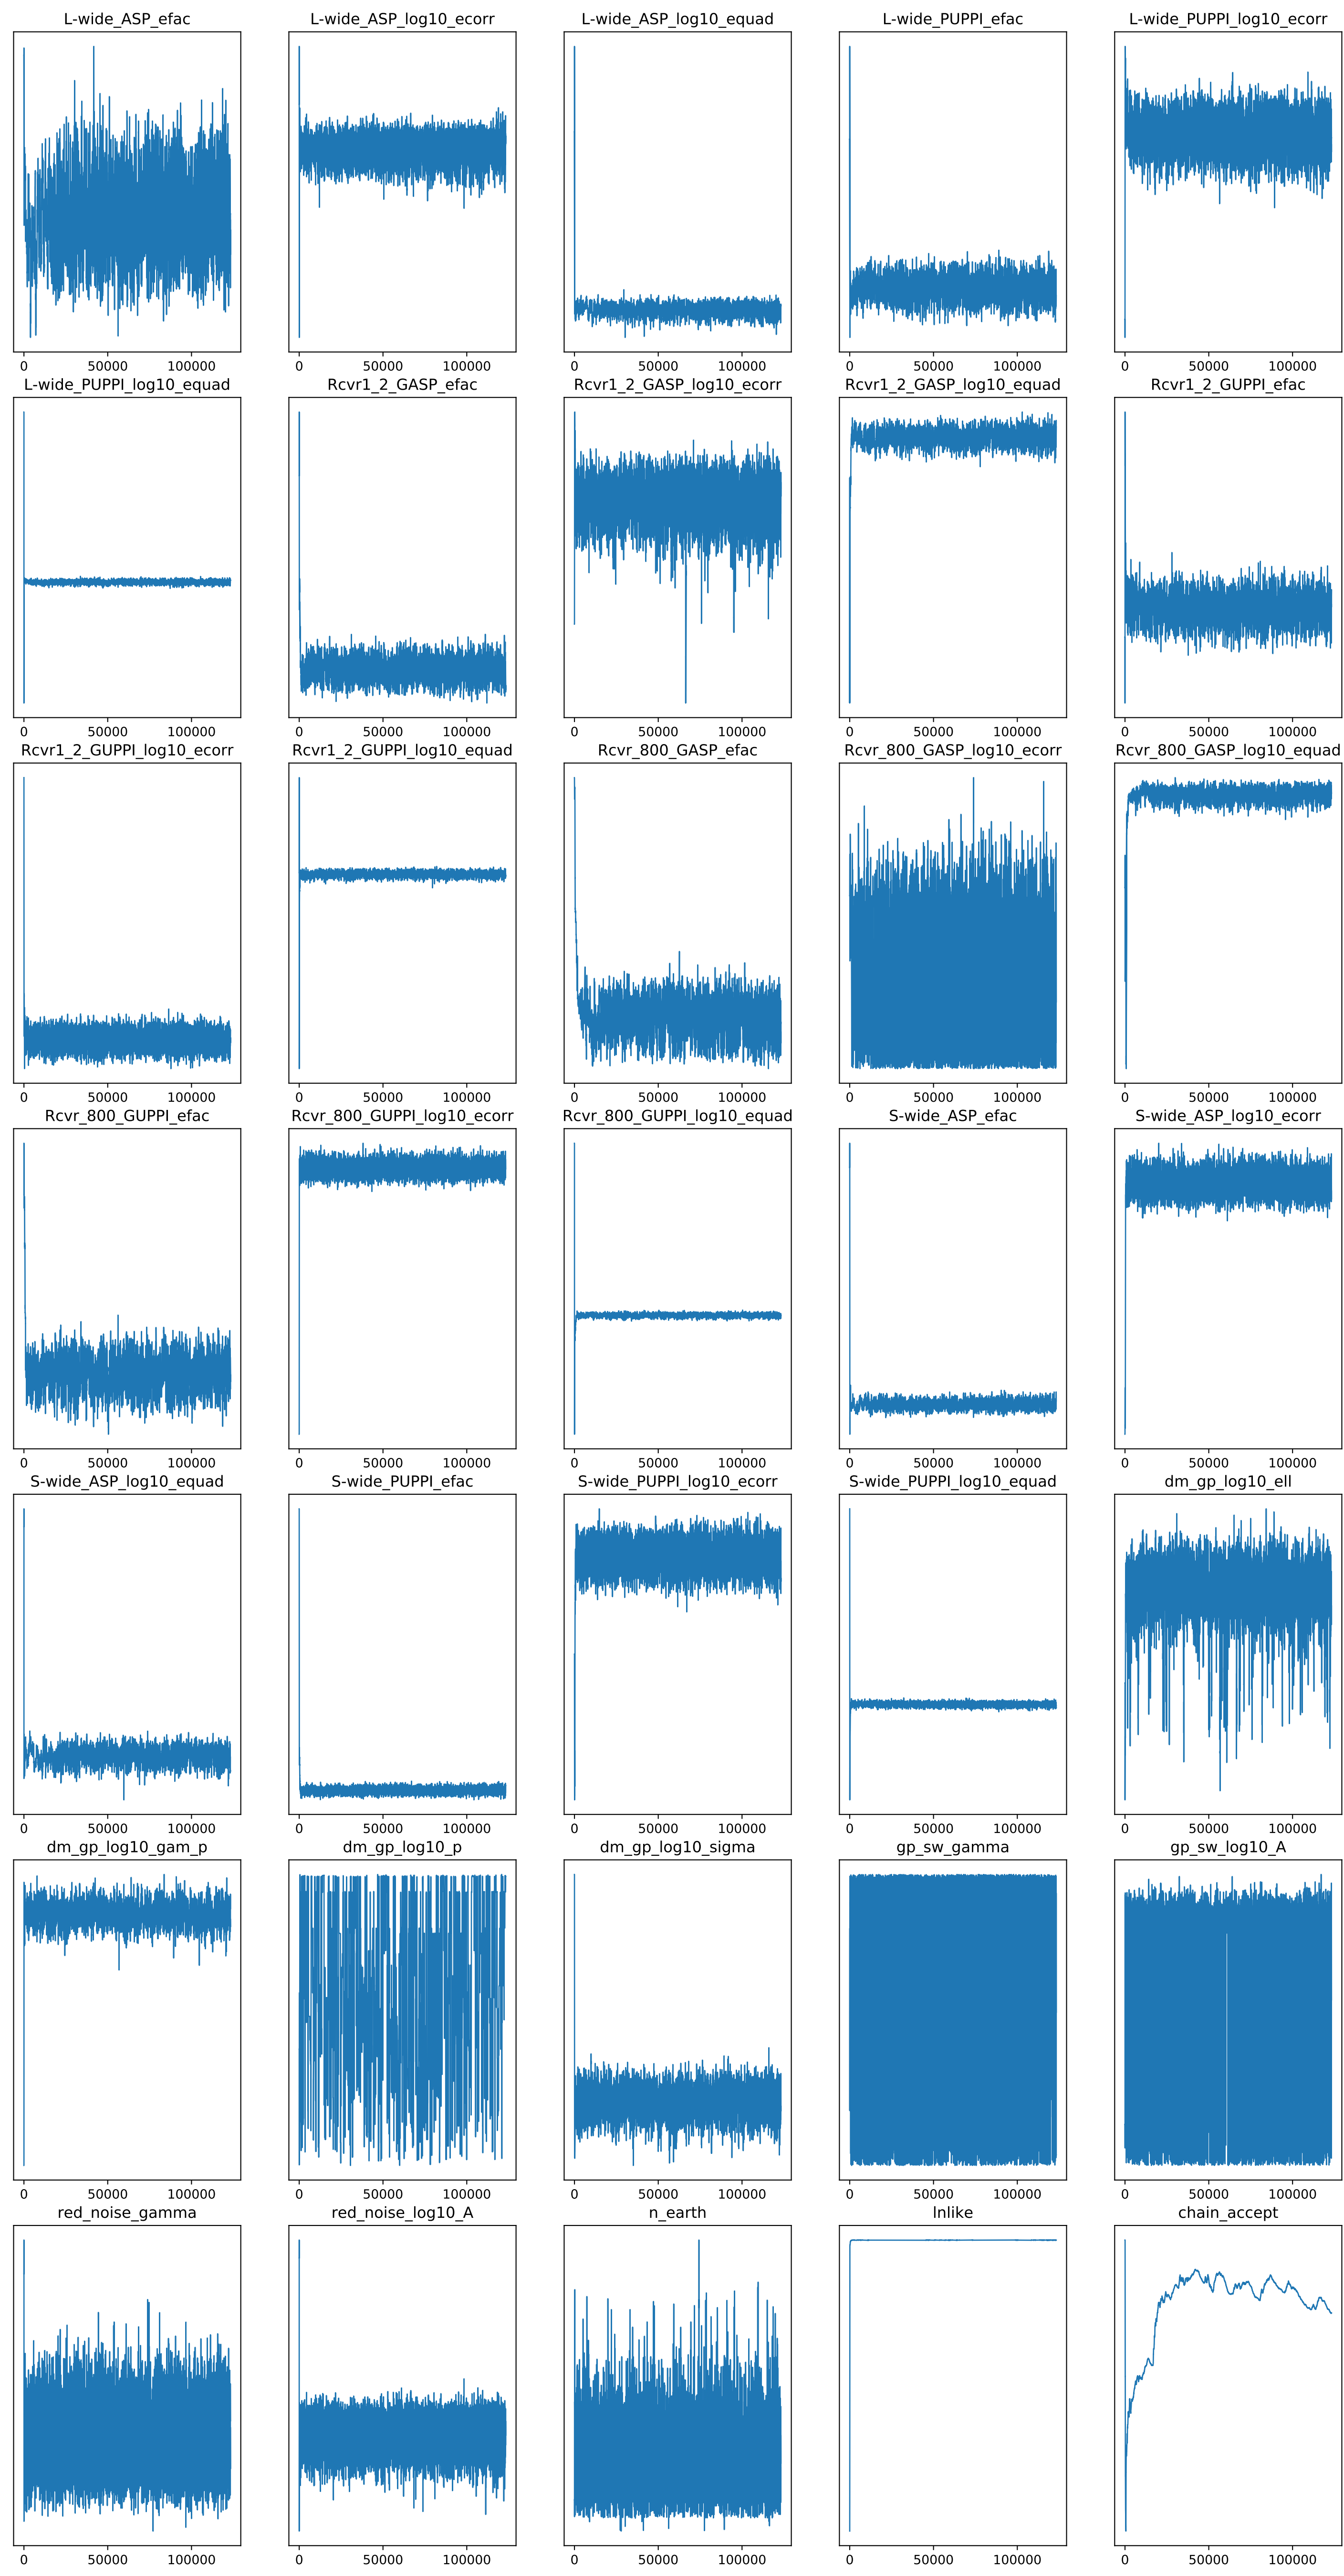 L-wide_ASP_efac L-wide_ASP_log10_ecorr L-wide_ASP_log10_equad L-wide_PUPPI_efac L-wide_PUPPI_log10_ecorr
0 50000 100000 0 50000 100000 0 50000 100000 0 50000 100000 0 50000 100000
L-wide_PUPPI_log10_equad Rcvr1_2_GASP_efac Rcvr1_2_GASP_log10_ecorr Rcvr1_2_GASP_log10_equad Rcvr1_2_GUPPI_efac
0 50000 100000 0 50000 100000 0 50000 100000 0 50000 100000 0 50000 100000
Rcvr1_2_GUPPI_log10_ecorr Rcvr1_2_GUPPI_log10_equad Rcvr_800_GASP_efac Rcvr_800_GASP_log10_ecorr Rcvr_800_GASP_log10_equad
0 50000 100000 0 50000 100000 0 50000 100000 0 50000 100000 0 50000 100000
Rcvr_800_GUPPI_efac Rcvr_800_GUPPI_log10_ecorr Rcvr_800_GUPPI_log10_equad S-wide_ASP_efac S-wide_ASP_log10_ecorr
0 50000 100000 0 50000 100000 0 50000 100000 0 50000 100000 0 50000 100000
S-wide_ASP_log10_equad S-wide_PUPPI_efac S-wide_PUPPI_log10_ecorr S-wide_PUPPI_log10_equad dm_gp_log10_ell
0 50000 100000 0 50000 100000 0 50000 100000 0 50000 100000 0 50000 100000
dm_gp_log10_gam_p dm_gp_log10_p dm_gp_log10_sigma gp_sw_gamma gp_sw_log10_A
0 50000 100000 0 50000 100000 0 50000 100000 0 50000 100000 0 50000 100000
red_noise_gamma red_noise_log10_A n_earth lnlike chain_accept
0 50000 100000 0 50000 100000 0 50000 100000 0 50000 100000 0 50000 100000